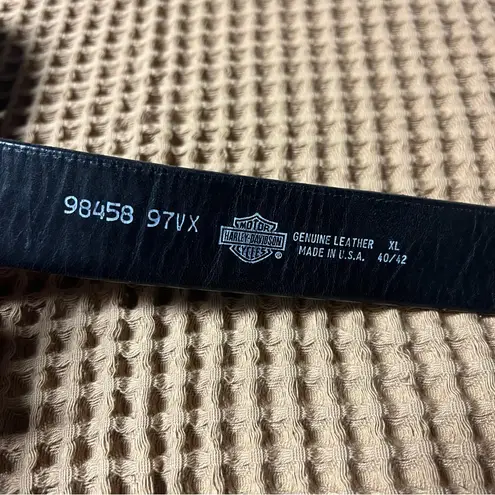 98458 97VX
MOTOR
HARLEY-DAVIDSON
CYCLES
®
GENUINE LEATHER XL
MADE IN U.S.A. 40/42